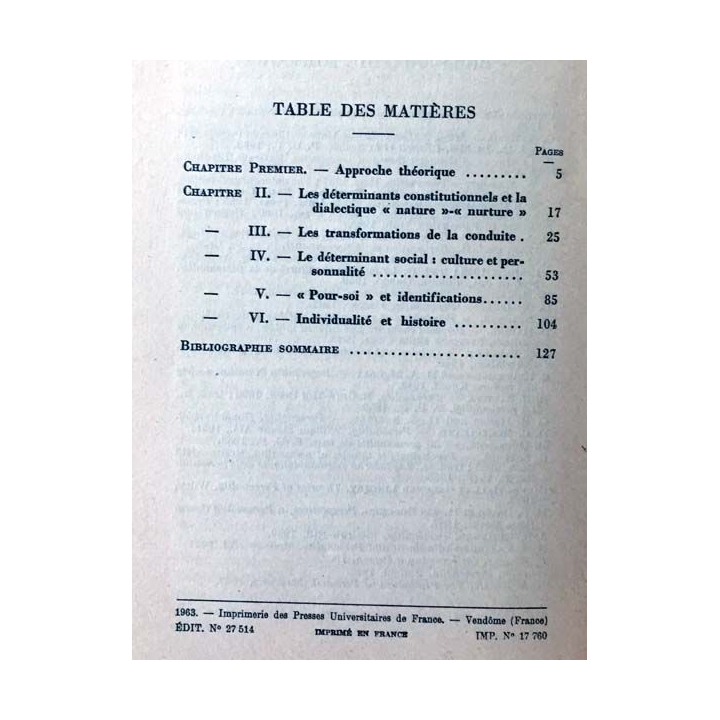 TABLE DES MATIÈRES
PAGES
CHAPITRE PREMIER. — Approche théorique ......... 5
CHAPITRE II. — Les déterminants constitutionnels et la
dialectique « nature »-« nurture » 17
— III. — Les transformations de la conduite . 25
— IV. — Le déterminant social : culture et per-
sonnalité ...................... 53
— V. — « Pour-soi » et identifications...... 85
— VI. — Individualité et histoire .......... 104
BIBLIOGRAPHIE SOMMAIRE ......................... 127
1963. — Imprimerie des Presses Universitaires de France. — Vendôme (France)
ÉDIT. N° 27 514 IMPRIMÉ EN FRANCE IMP. N° 17 760